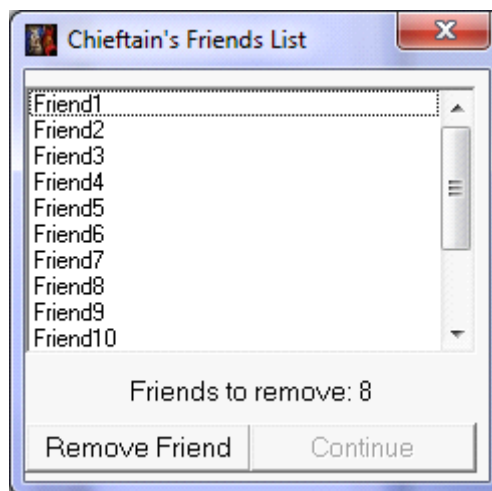 Chieftain's Friends List
Friend1
Friend2
Friend3
Friend4
Friend5
Friend6
Friend7
Friend8
Friend9
Friend10
Friends to remove: 8
Remove Friend
Continue